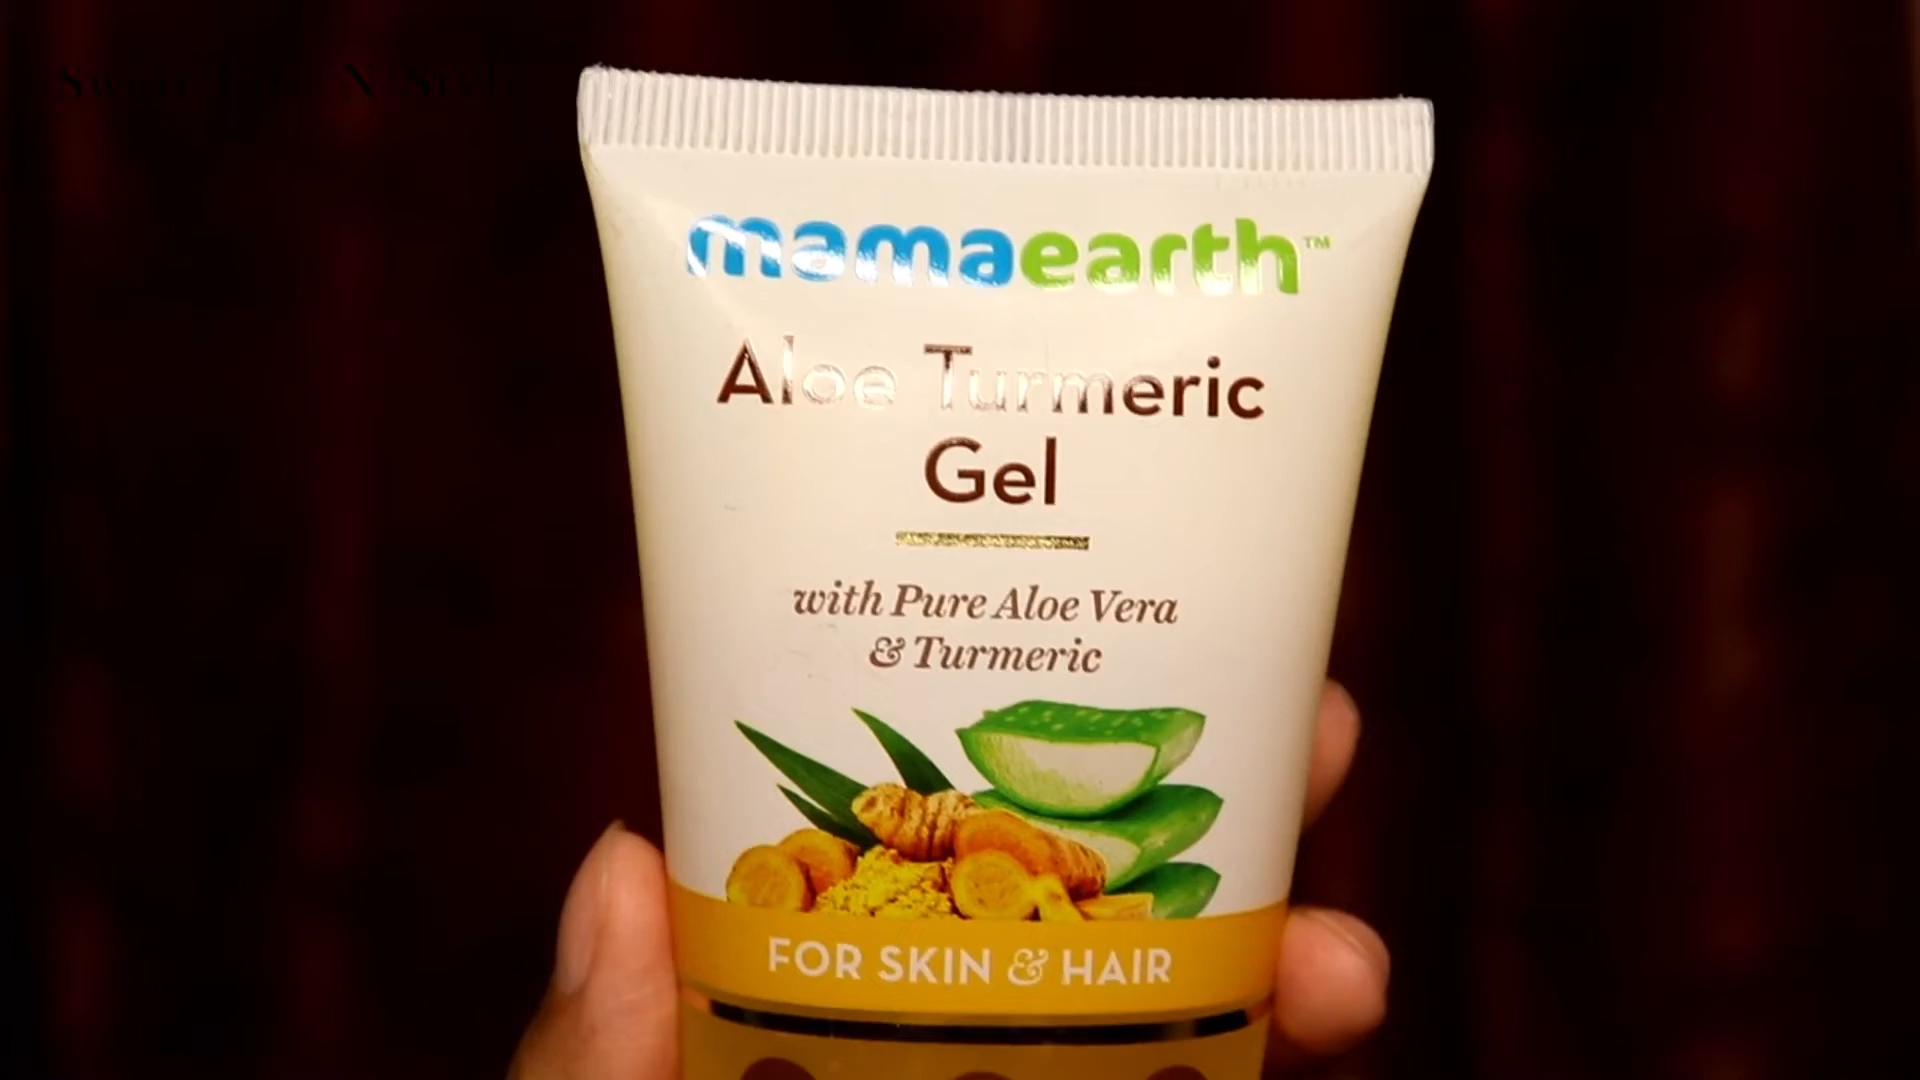 mamaearth™
Aloe Turmeric
Gel
with Pure Aloe Vera
& Turmeric
FOR SKIN & HAIR